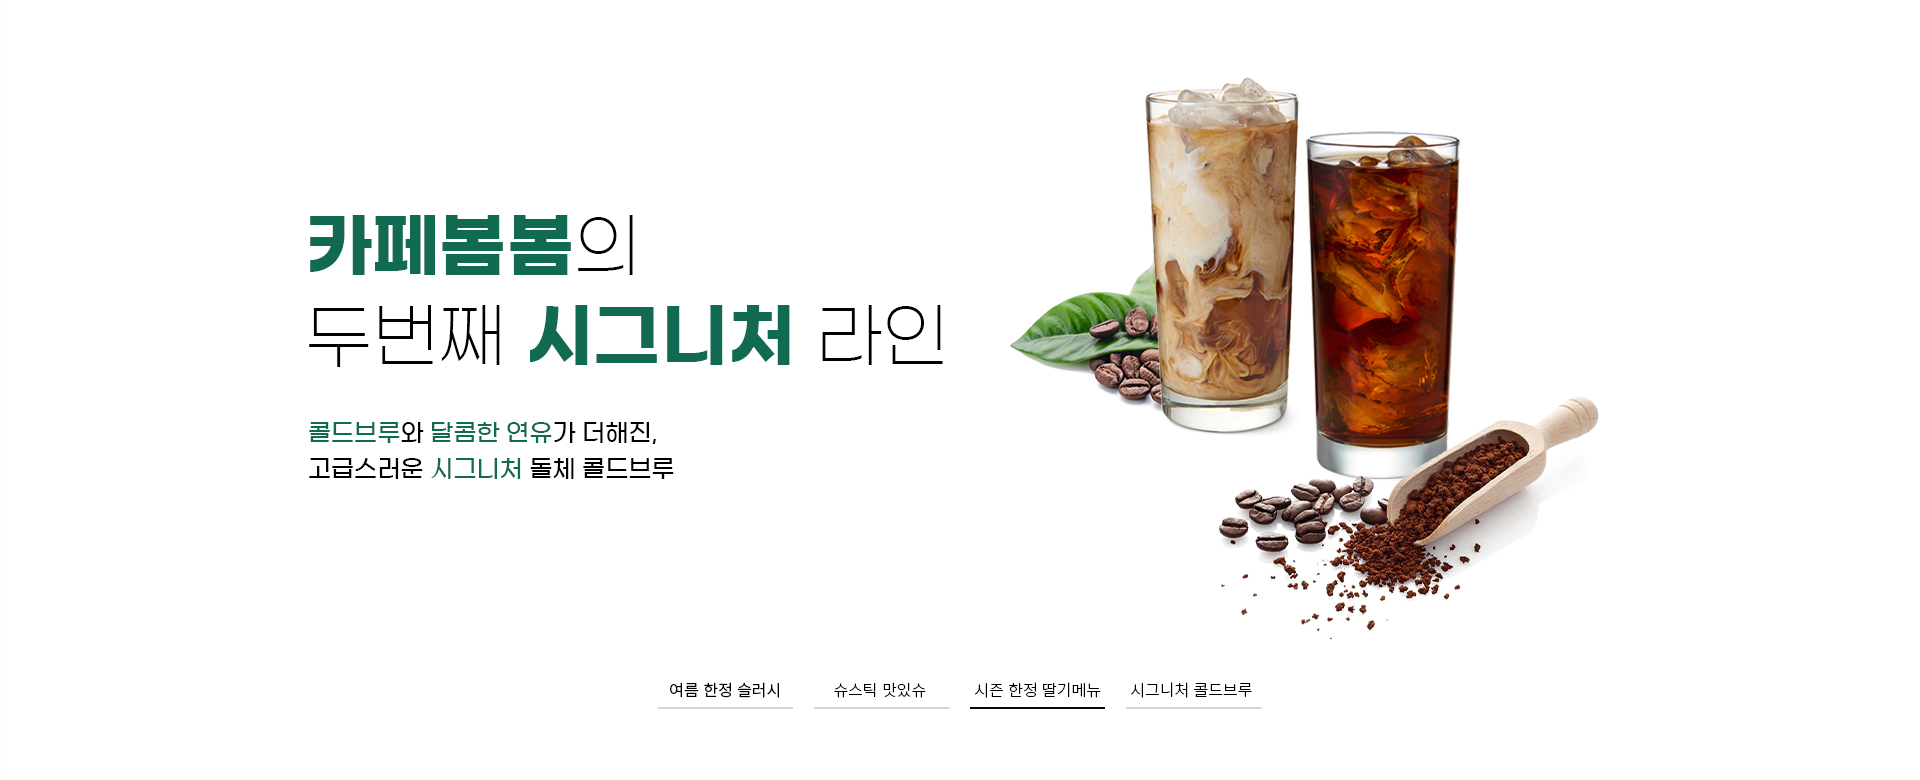 카페봄봄의
두번째 시그니처 라인
콜드브루와 달콤한 연유가 더해진,
고급스러운 시그니처 돌체 콜드브루
여름 한정 슬러시
슈스틱 맛있슈
시즌 한정 딸기메뉴
시그니처 콜드브루